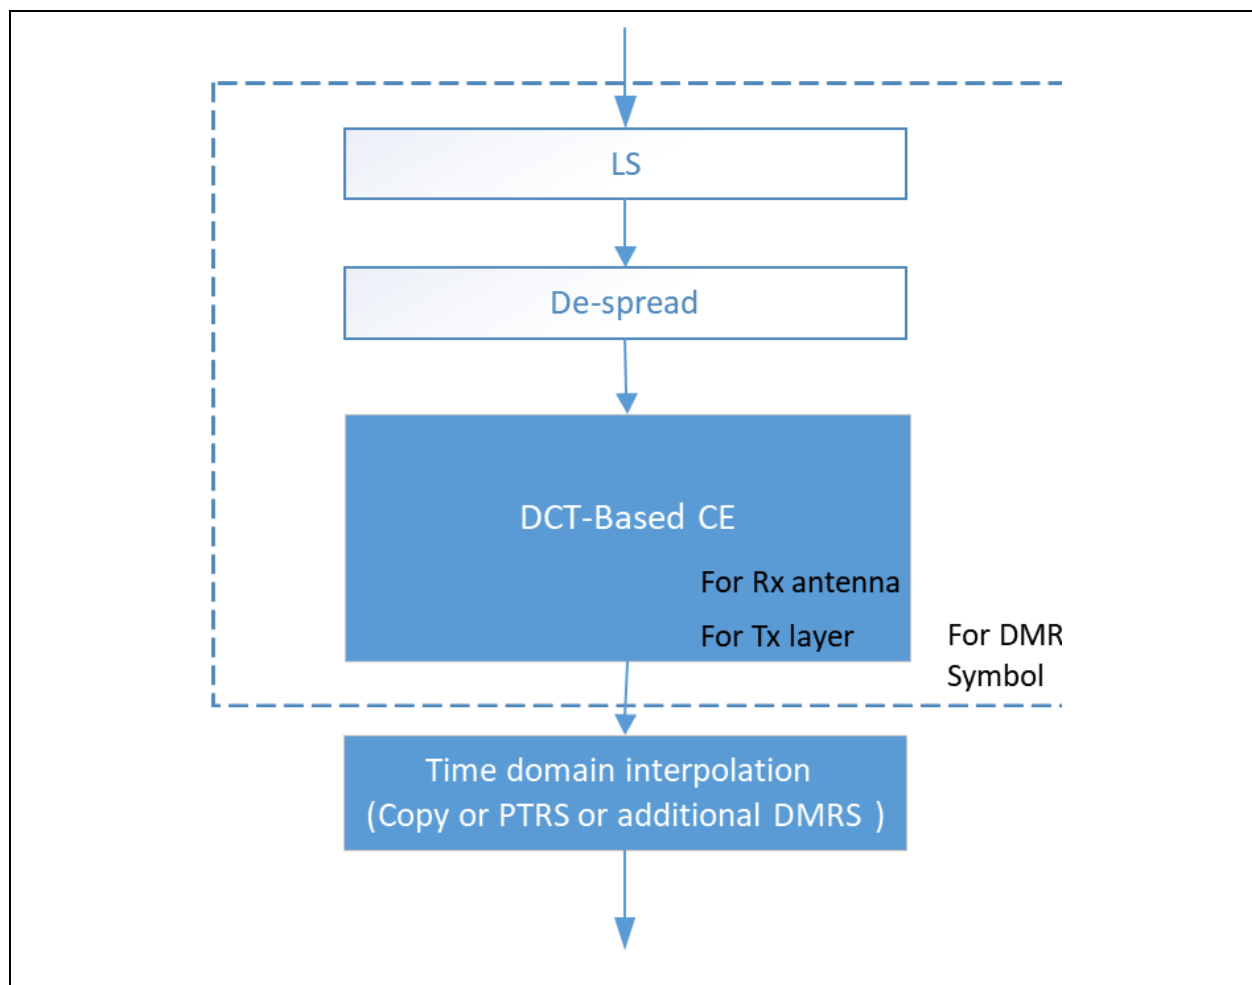 LS
De-spread
DCT-Based CE
For Rx antenna
For Tx layer
For DMR
Symbol
Time domain interpolation
(Copy or PTRS or additional DMRS )